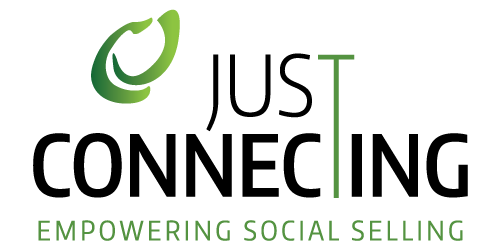 JUST
CONNECTING
EMPOWERING SOCIAL SELLING